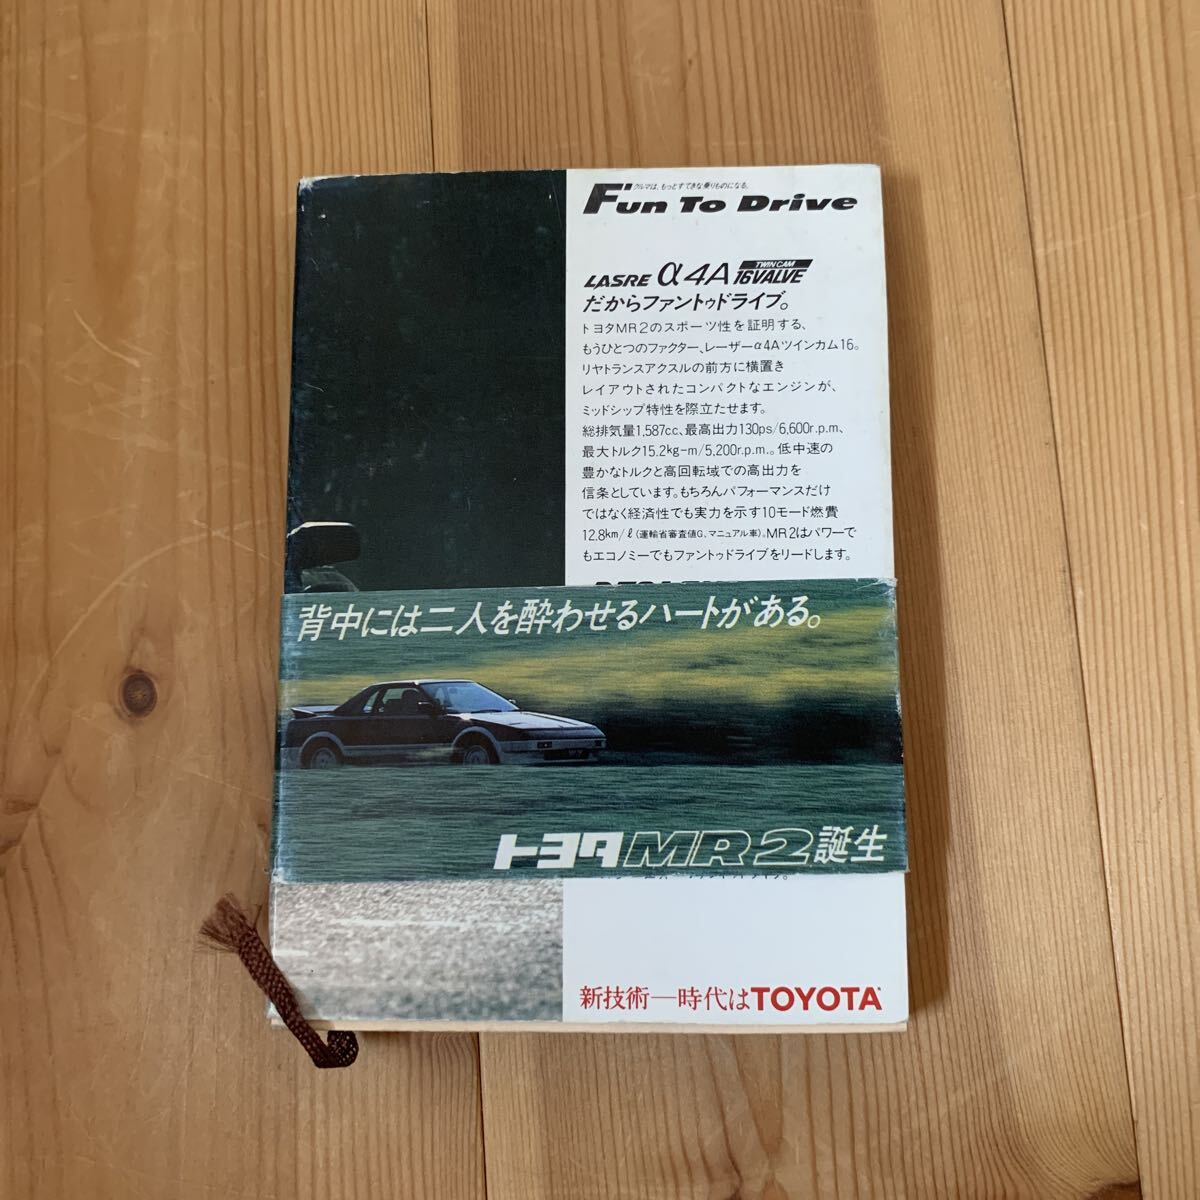 クルマは、もっとすてきな乗りものになる。
Fun To Drive
LASRE α4A TWIN CAM 16VALVE
だからファントゥドライブ。
トヨタMR2のスポーツ性を証明する、
もうひとつのファクター、レーザーα4Aツインカム16。
リヤトランスアクスルの前方に横置き
レイアウトされたコンパクトなエンジンが、
ミッドシップ特性を際立たせます。
総排気量1,587cc、最高出力130ps/6,600r.p.m、
最大トルク15.2kg-m/5,200r.p.m.。低中速の
豊かなトルクと高回転域での高出力を
信条としています。もちろんパフォーマンスだけ
ではなく経済性でも実力を示す10モード燃費
12.8km/ℓ(運輸省審査値G、マニュアル車)。MR2はパワーで
もエコノミーでもファントゥドライブをリードします。
背中には二人を酔わせるハートがある。
トヨタMR2誕生
新技術―時代はTOYOTA